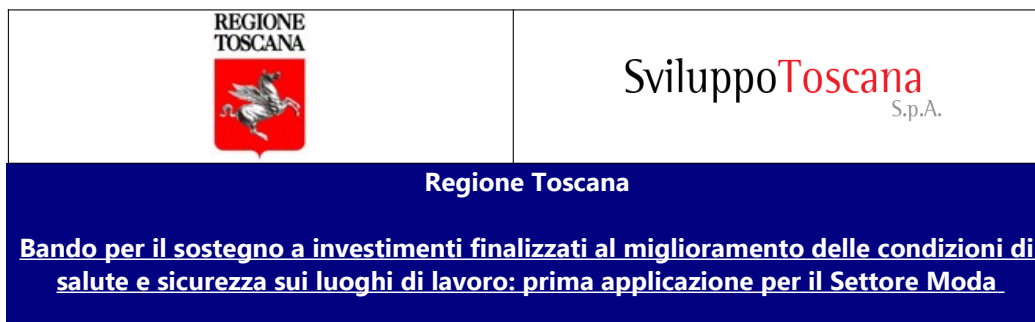 REGIONE
TOSCANA
SviluppoToscana
S.p.A.
Regione Toscana
Bando per il sostegno a investimenti finalizzati al miglioramento delle condizioni di
salute e sicurezza sui luoghi di lavoro: prima applicazione per il Settore Moda